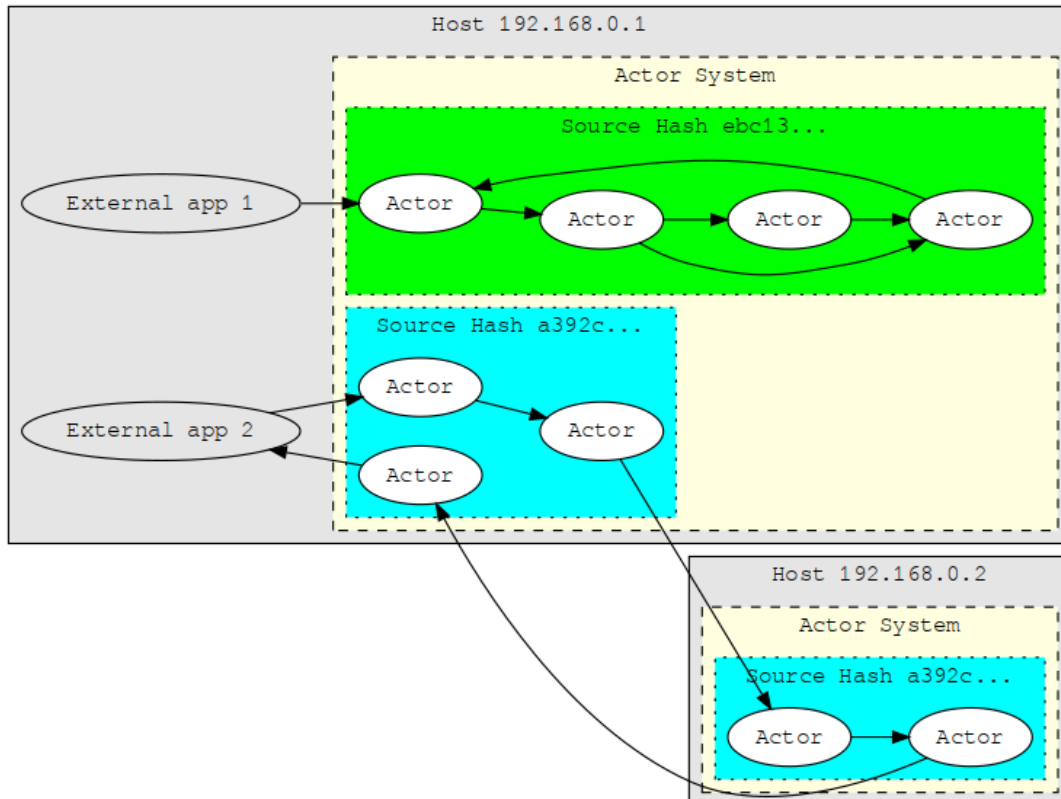 Host 192.168.0.1
Actor System
Source Hash ebc13...
External app 1
Actor
Actor
Actor
Actor
Source Hash a392c...
Actor
External app 2
Actor
Actor
Host 192.168.0.2
Actor System
Source Hash a392c...
Actor
Actor